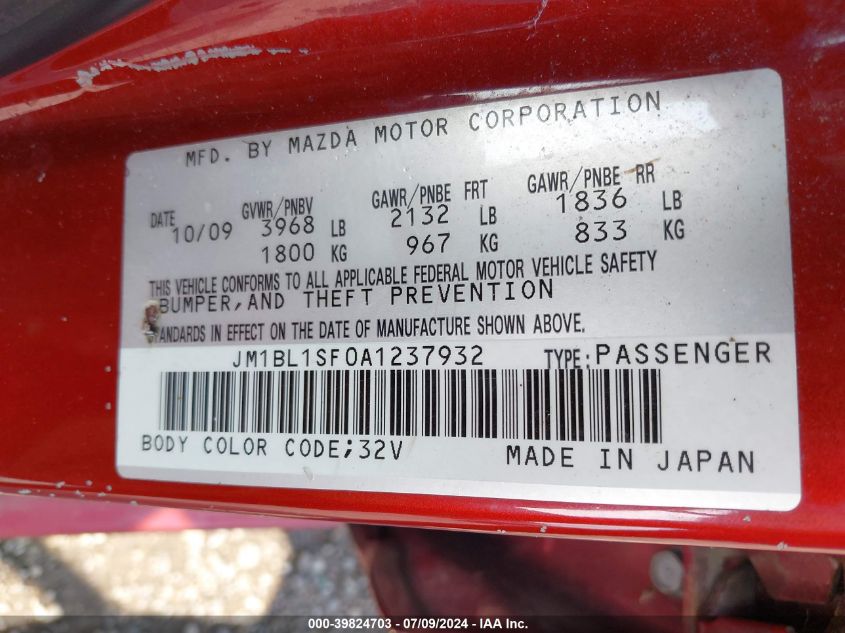 MFD. BY MAZDA MOTOR CORPORATION
DATE GVWR/PNBV GAWR/PNBE FRT GAWR/PNBE RR
10/09 3968 LB 2132 LB 1836 LB
1800 KG 967 KG 833 KG
THIS VEHICLE CONFORMS TO ALL APPLICABLE FEDERAL MOTOR VEHICLE SAFETY
BUMPER,AND THEFT PREVENTION
STANDARDS IN EFFECT ON THE DATE OF MANUFACTURE SHOWN ABOVE.
JM1BL1SF0A1237932 TYPE:PASSENGER
BODY COLOR CODE;32V MADE IN JAPAN
000-39824703 - 07/09/2024 - IAA Inc.